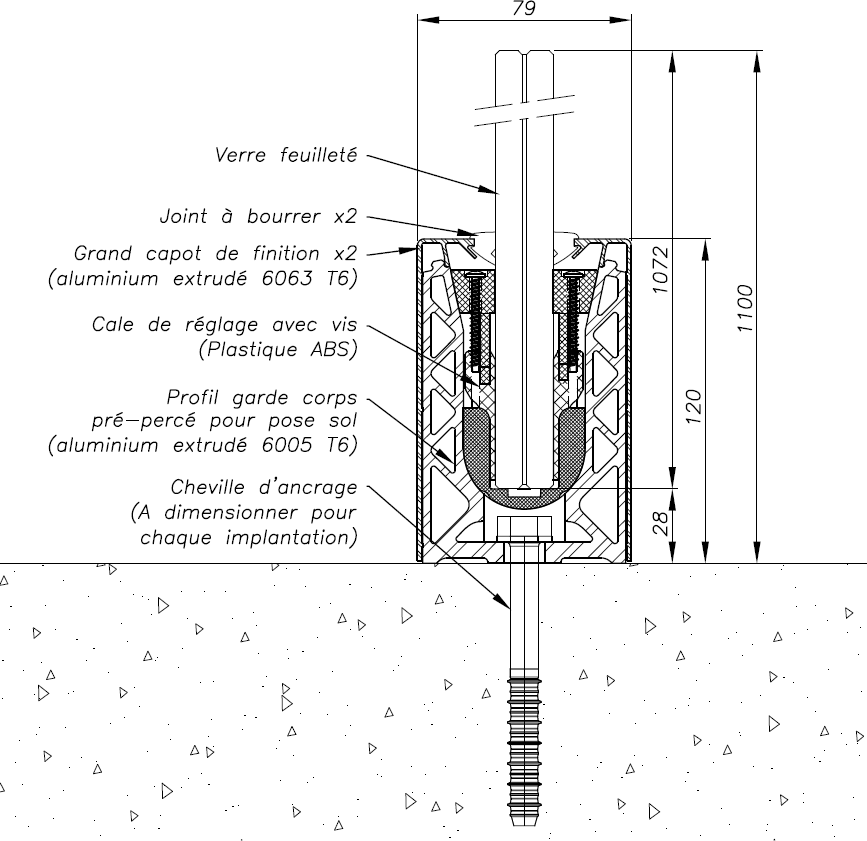 79
Verre feuilleté
Joint à bourrer x2
Grand capot de finition x2
(aluminium extrudé 6063 T6)
Cale de réglage avec vis
(Plastique ABS)
Profil garde corps
pré-percé pour pose sol
(aluminium extrudé 6005 T6)
Cheville d'ancrage
(A dimensionner pour
chaque implantation)
1072
1100
120
28